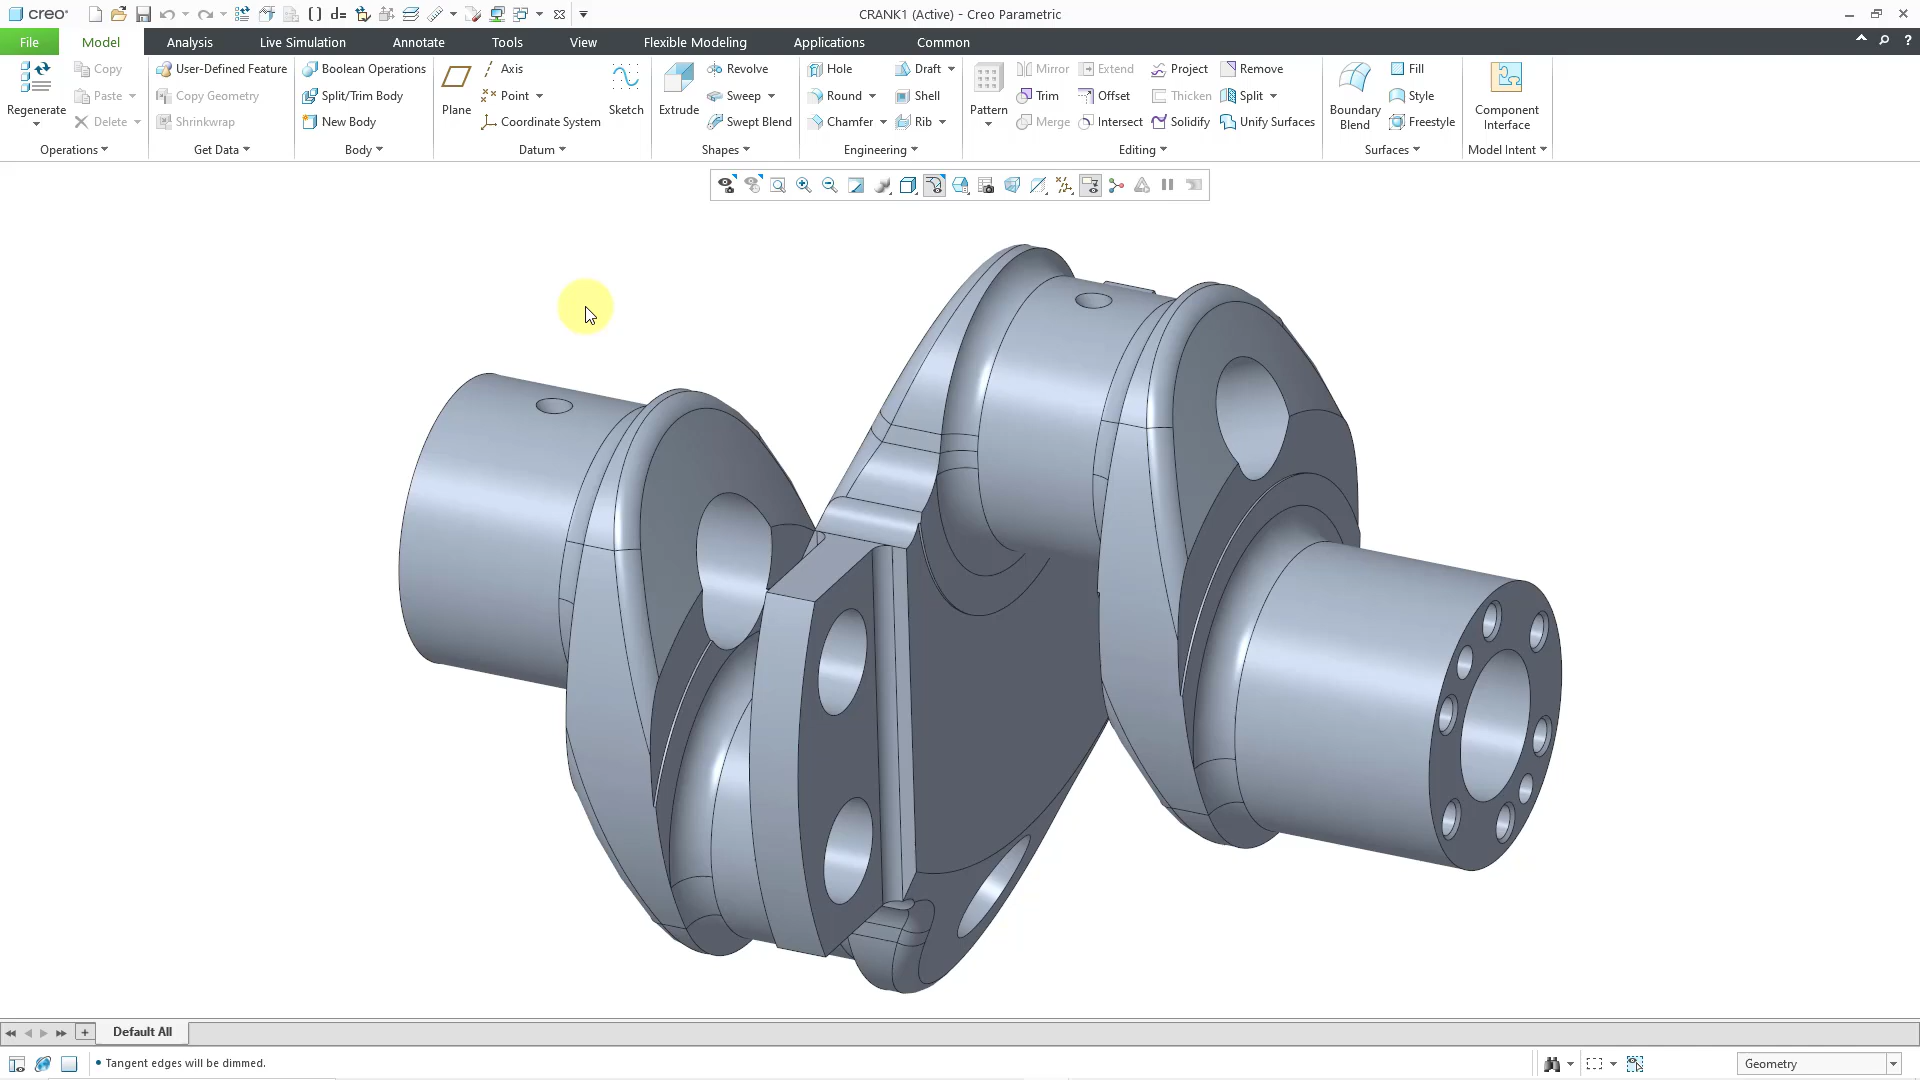 creo
CRANK1 (Active) - Creo Parametric
File Model Analysis Live Simulation Annotate Tools View Flexible Modeling Applications Common
Regenerate
Copy
Paste
Delete
Operations
User-Defined Feature
Copy Geometry
Shrinkwrap
Get Data
Boolean Operations
Split/Trim Body
New Body
Body
Plane
Axis
Point
Coordinate System
Sketch
Datum
Extrude
Revolve
Sweep
Swept Blend
Shapes
Hole
Round
Chamfer
Draft
Shell
Rib
Engineering
Pattern
Mirror
Trim
Merge
Extend
Offset
Intersect
Project
Thicken
Solidify
Remove
Split
Unify Surfaces
Editing
Boundary
Blend
Fill
Style
Freestyle
Surfaces
Component
Interface
Model Intent
Default All
Tangent edges will be dimmed.
Geometry